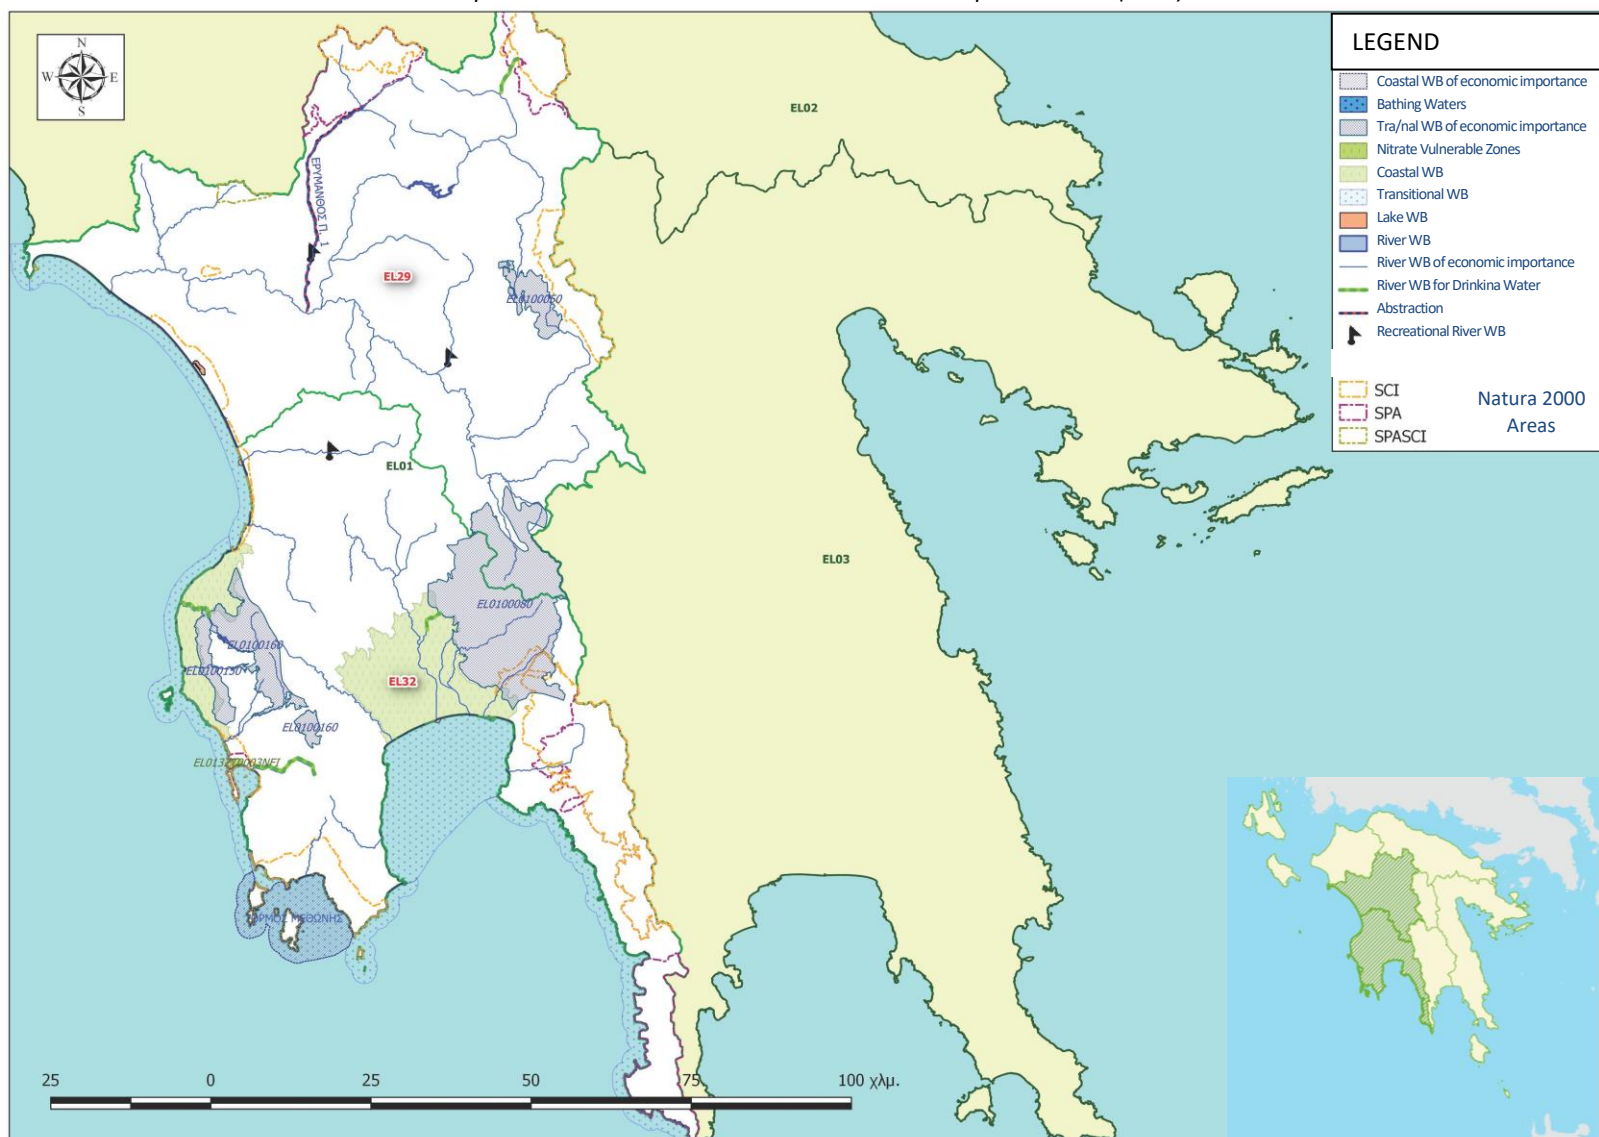 N
W
E
S
LEGEND
Coastal WB of economic importance
Bathing Waters
Tra/nal WB of economic importance
Nitrate Vulnerable Zones
Coastal WB
Transitional WB
Lake WB
River WB
River WB of economic importance
River WB for Drinkina Water
Abstraction
Recreational River WB
SCI
SPA
SPASCI
Natura 2000
Areas
EL02
ΕΡΥΜΑΝΘΟΣ Π. 1
EL29
EL0100050
EL01
EL03
EL0100080
EL0100160
EL0100150
EL32
EL0100160
ΟΡΜΟΣ ΜΕΘΩΝΗΣ
25
0
25
50
75
100 χλμ.